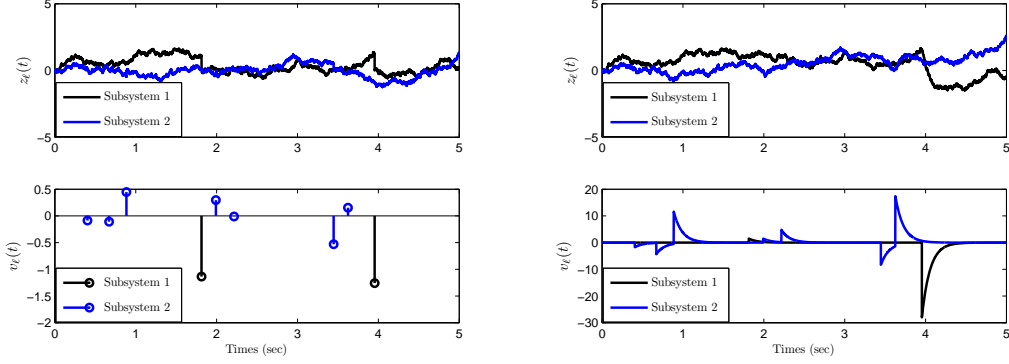 5
0
−5
z_ℓ(t)
0 1 2 3 4 5
Subsystem 1
Subsystem 2
0.5
0
−0.5
−1
−1.5
−2
v_ℓ(t)
0 1 2 3 4 5
Times (sec)
Subsystem 1
Subsystem 2
5
0
−5
z_ℓ(t)
0 1 2 3 4 5
Subsystem 1
Subsystem 2
20
10
0
−10
−20
−30
v_ℓ(t)
0 1 2 3 4 5
Times (sec)
Subsystem 1
Subsystem 2